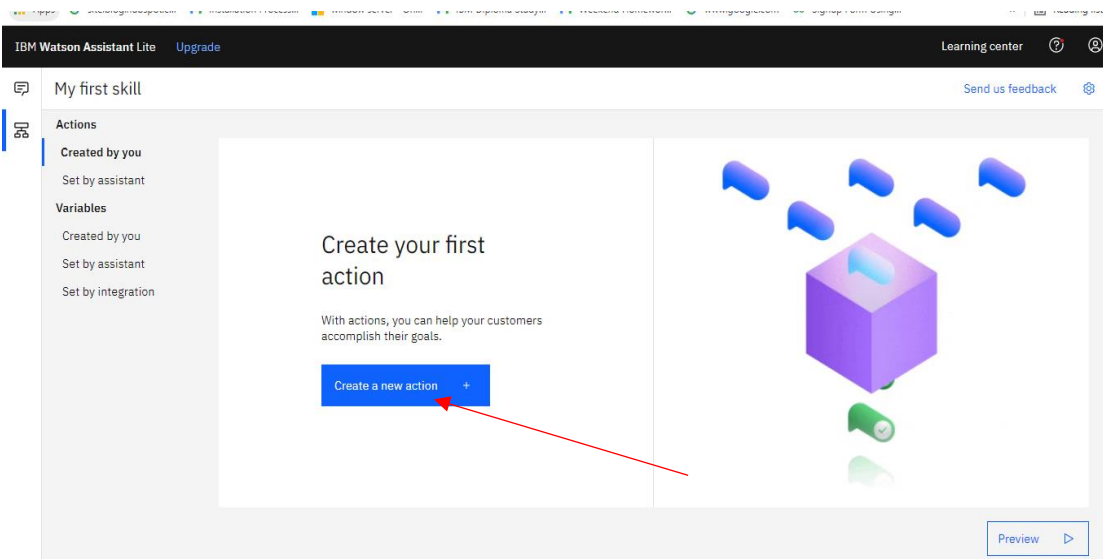 IBM Watson Assistant Lite Upgrade Learning center
My first skill Send us feedback
Actions
Created by you
Set by assistant
Variables
Created by you
Set by assistant
Set by integration
Create your first
action
With actions, you can help your customers
accomplish their goals.
Create a new action +
Preview